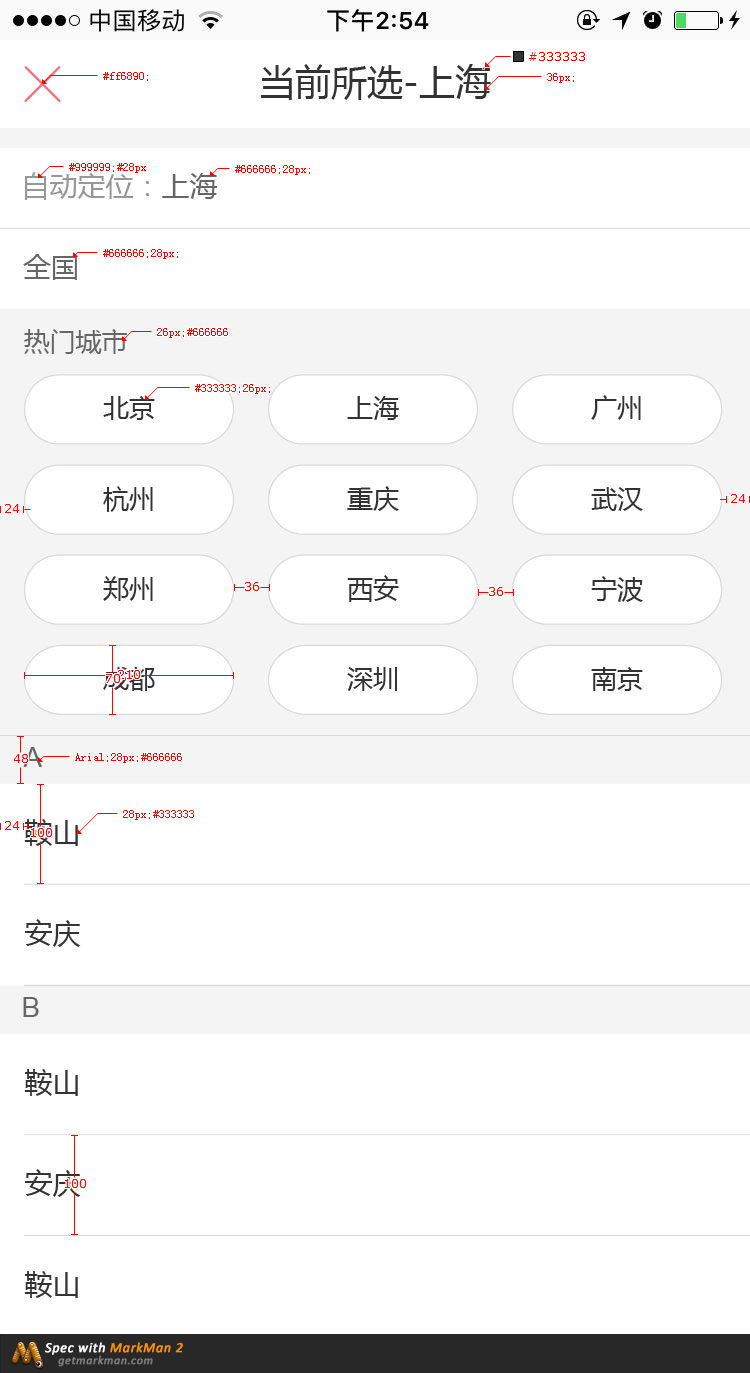 中国移动 下午2:54
#ff6890; 当前所选-上海 #333333
36px;
#999999;#28px #666666;28px;
自动定位：上海
全国 #666666;28px;
热门城市 26px;#666666
北京 #333333;26px; 上海 广州
杭州 重庆 武汉
24 24
郑州 36 西安 36 宁波
成都 70 210 深圳 南京
48 A Arial;28px;#666666
28px;#333333
24 鞍山 100
安庆
B
鞍山
安庆 100
鞍山
Spec with MarkMan 2
getmarkman.com